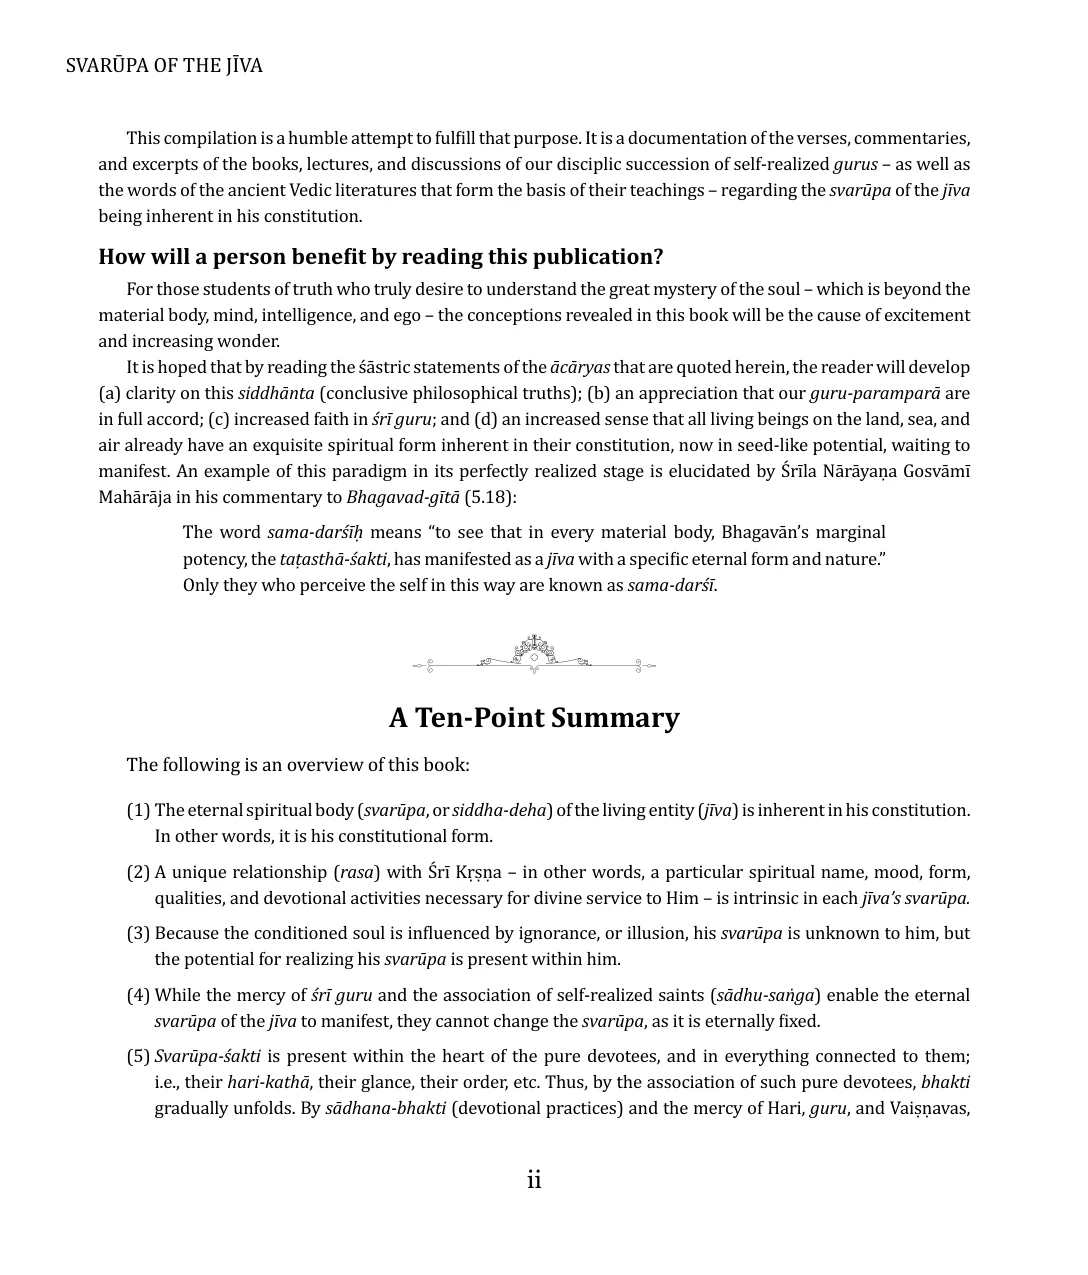 SVARŪPA OF THE JĪVA
This compilation is a humble attempt to fulfill that purpose. It is a documentation of the verses, commentaries,
and excerpts of the books, lectures, and discussions of our disciplic succession of self-realized gurus – as well as
the words of the ancient Vedic literatures that form the basis of their teachings – regarding the svarūpa of the jīva
being inherent in his constitution.
How will a person benefit by reading this publication?
For those students of truth who truly desire to understand the great mystery of the soul – which is beyond the
material body, mind, intelligence, and ego – the conceptions revealed in this book will be the cause of excitement
and increasing wonder.
It is hoped that by reading the śāstric statements of the ācāryas that are quoted herein, the reader will develop
(a) clarity on this siddhānta (conclusive philosophical truths); (b) an appreciation that our guru-paramparā are
in full accord; (c) increased faith in śrī guru; and (d) an increased sense that all living beings on the land, sea, and
air already have an exquisite spiritual form inherent in their constitution, now in seed-like potential, waiting to
manifest. An example of this paradigm in its perfectly realized stage is elucidated by Śrīla Nārāyaṇa Gosvāmī
Mahārāja in his commentary to Bhagavad-gītā (5.18):
The word sama-darśīḥ means “to see that in every material body, Bhagavān’s marginal
potency, the taṭasthā-śakti, has manifested as a jīva with a specific eternal form and nature.”
Only they who perceive the self in this way are known as sama-darśī.
A Ten-Point Summary
The following is an overview of this book:
(1) The eternal spiritual body (svarūpa, or siddha-deha) of the living entity (jīva) is inherent in his constitution.
In other words, it is his constitutional form.
(2) A unique relationship (rasa) with Śrī Kṛṣṇa – in other words, a particular spiritual name, mood, form,
qualities, and devotional activities necessary for divine service to Him – is intrinsic in each jīva’s svarūpa.
(3) Because the conditioned soul is influenced by ignorance, or illusion, his svarūpa is unknown to him, but
the potential for realizing his svarūpa is present within him.
(4) While the mercy of śrī guru and the association of self-realized saints (sādhu-saṅga) enable the eternal
svarūpa of the jīva to manifest, they cannot change the svarūpa, as it is eternally fixed.
(5) Svarūpa-śakti is present within the heart of the pure devotees, and in everything connected to them;
i.e., their hari-kathā, their glance, their order, etc. Thus, by the association of such pure devotees, bhakti
gradually unfolds. By sādhana-bhakti (devotional practices) and the mercy of Hari, guru, and Vaiṣṇavas,
ii